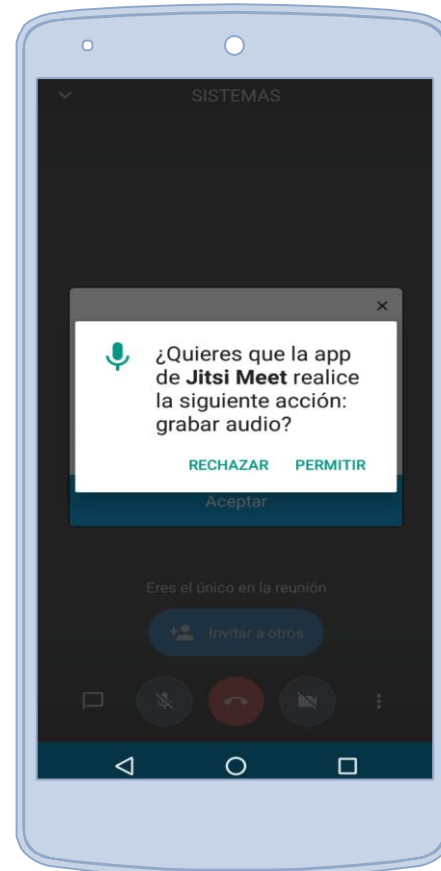 SISTEMAS
¿Quieres que la app
de Jitsi Meet realice
la siguiente acción:
grabar audio?
RECHAZAR PERMITIR
Aceptar
Eres el único en la reunión
Invitar a otros